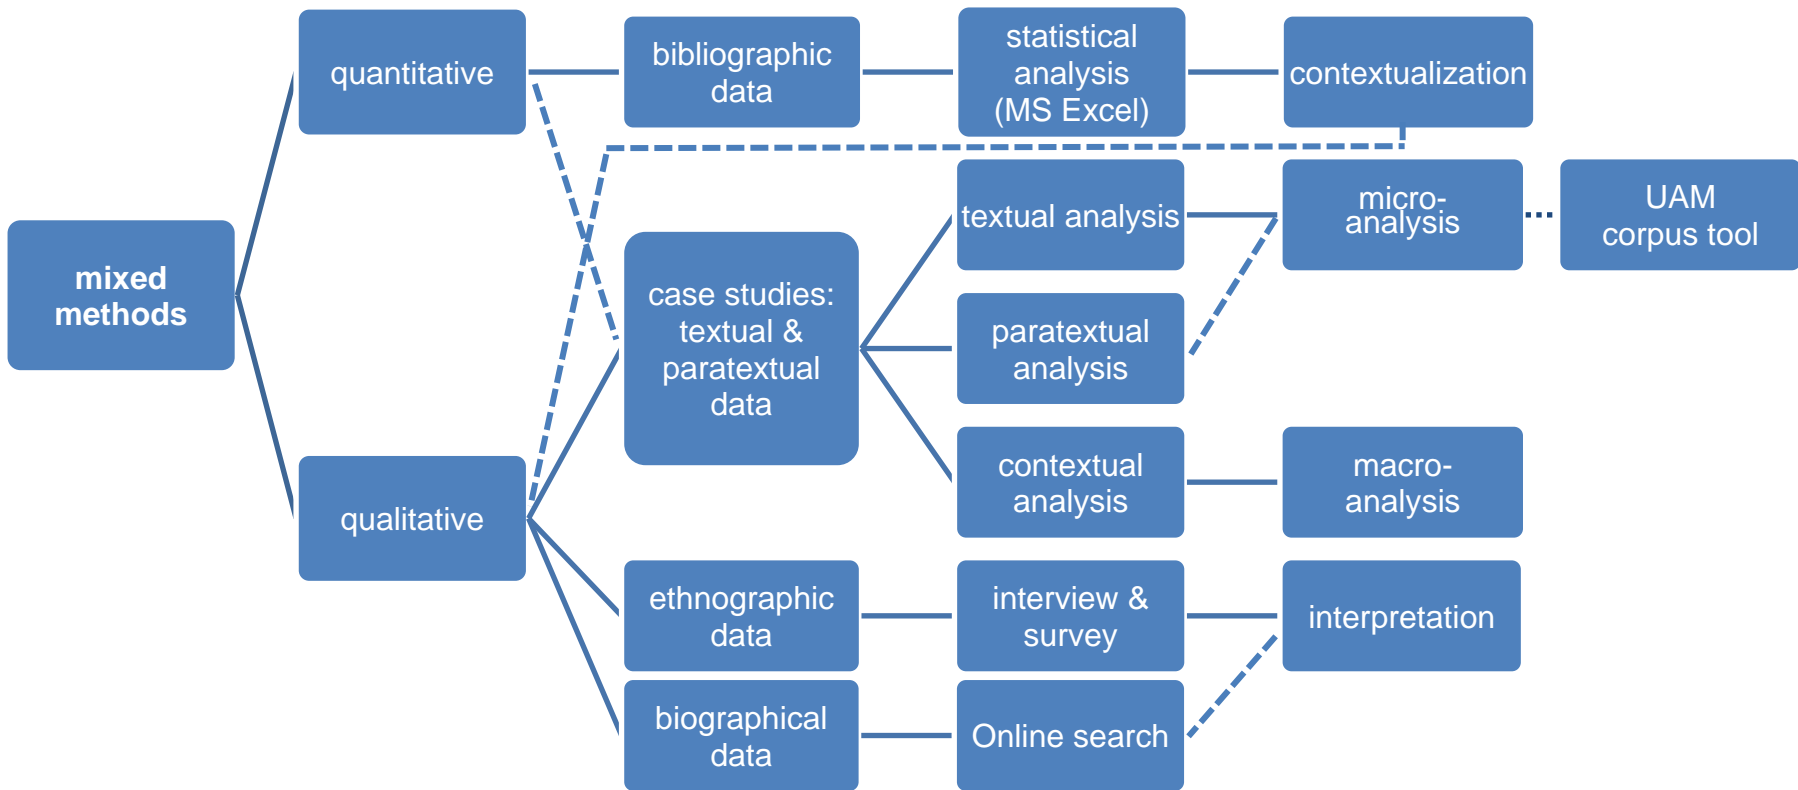 mixed
methods
quantitative
bibliographic
data
statistical
analysis
(MS Excel)
contextualization
qualitative
case studies:
textual &
paratextual
data
textual analysis
micro-
analysis
UAM
corpus tool
paratextual
analysis
contextual
analysis
macro-
analysis
ethnographic
data
interview &
survey
interpretation
biographical
data
Online search